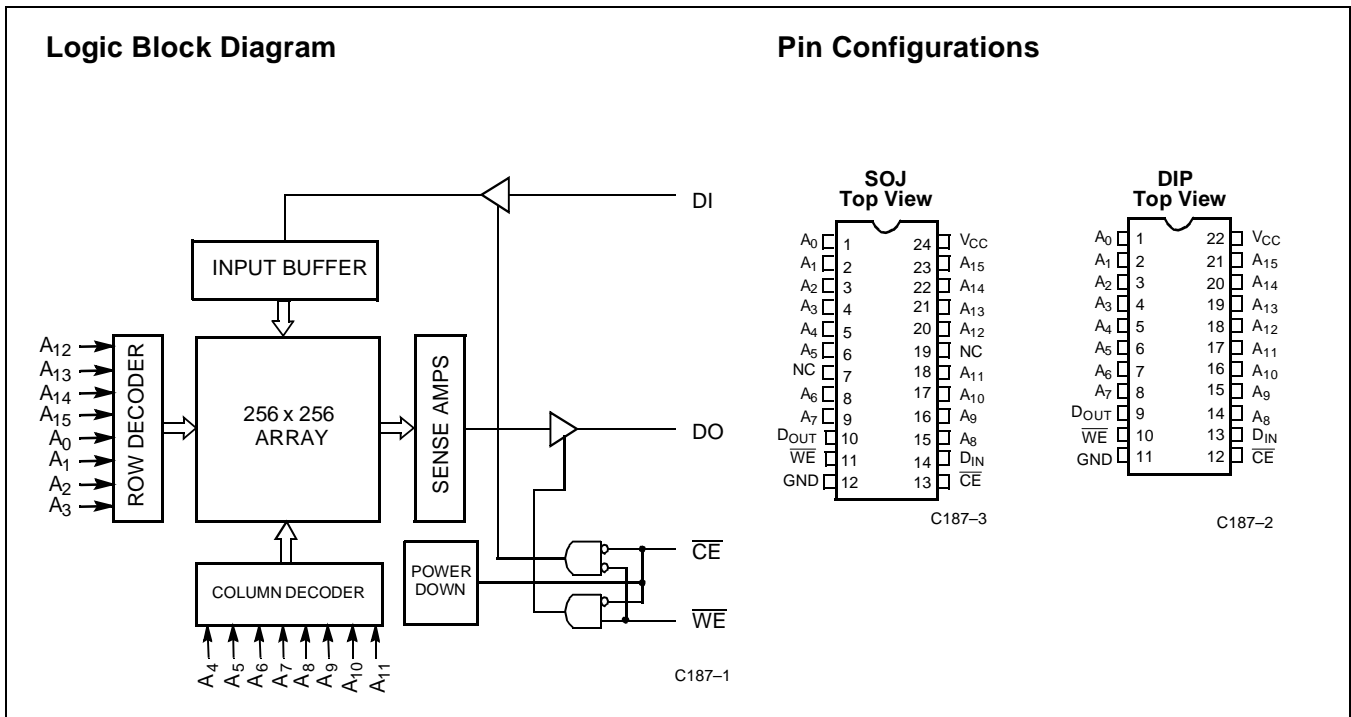 Logic Block Diagram
Pin Configurations
DI
INPUT BUFFER
A12
A13
A14
A15
A0
A1
A2
A3
ROW DECODER
256 x 256
ARRAY
SENSE AMPS
DO
COLUMN DECODER
POWER
DOWN
CE
WE
A4
A5
A6
A7
A8
A9
A10
A11
C187–1
SOJ
Top View
A0 1 24 VCC
A1 2 23 A15
A2 3 22 A14
A3 4 21 A13
A4 5 20 A12
A5 6 19 NC
NC 7 18 A11
A6 8 17 A10
A7 9 16 A9
DOUT 10 15 A8
WE 11 14 DIN
GND 12 13 CE
C187–3
DIP
Top View
A0 1 22 VCC
A1 2 21 A15
A2 3 20 A14
A3 4 19 A13
A4 5 18 A12
A5 6 17 A11
A6 7 16 A10
A7 8 15 A9
DOUT 9 14 A8
WE 10 13 DIN
GND 11 12 CE
C187–2